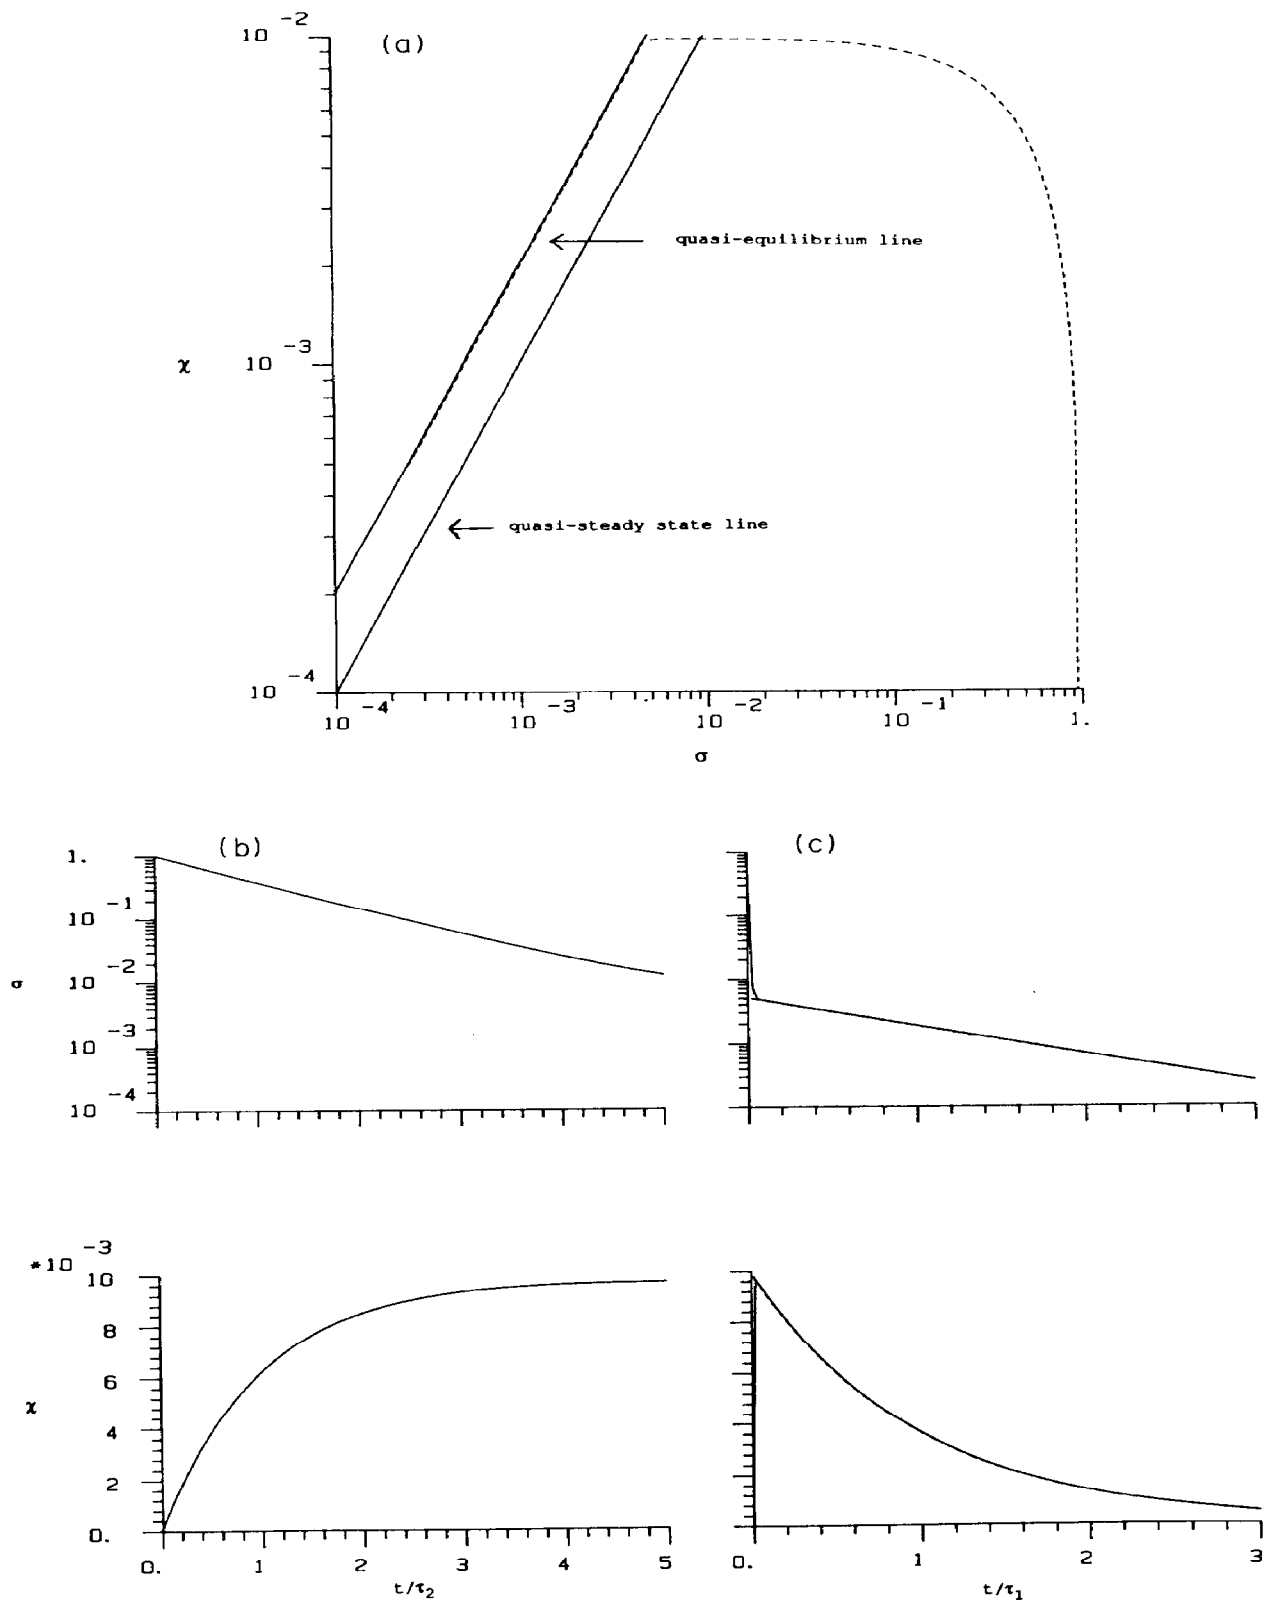 (a)
10 -2
10 -3
10 -4
χ
quasi-equilibrium line
quasi-steady state line
10 -4
10 -3
10 -2
10 -1
1.
σ
(b)
1.
10 -1
10 -2
10 -3
10 -4
σ
(c)
*10 -3
10
8
6
4
2
0.
χ
0. 1 2 3 4 5
t/τ2
0. 1 2 3
t/τ1